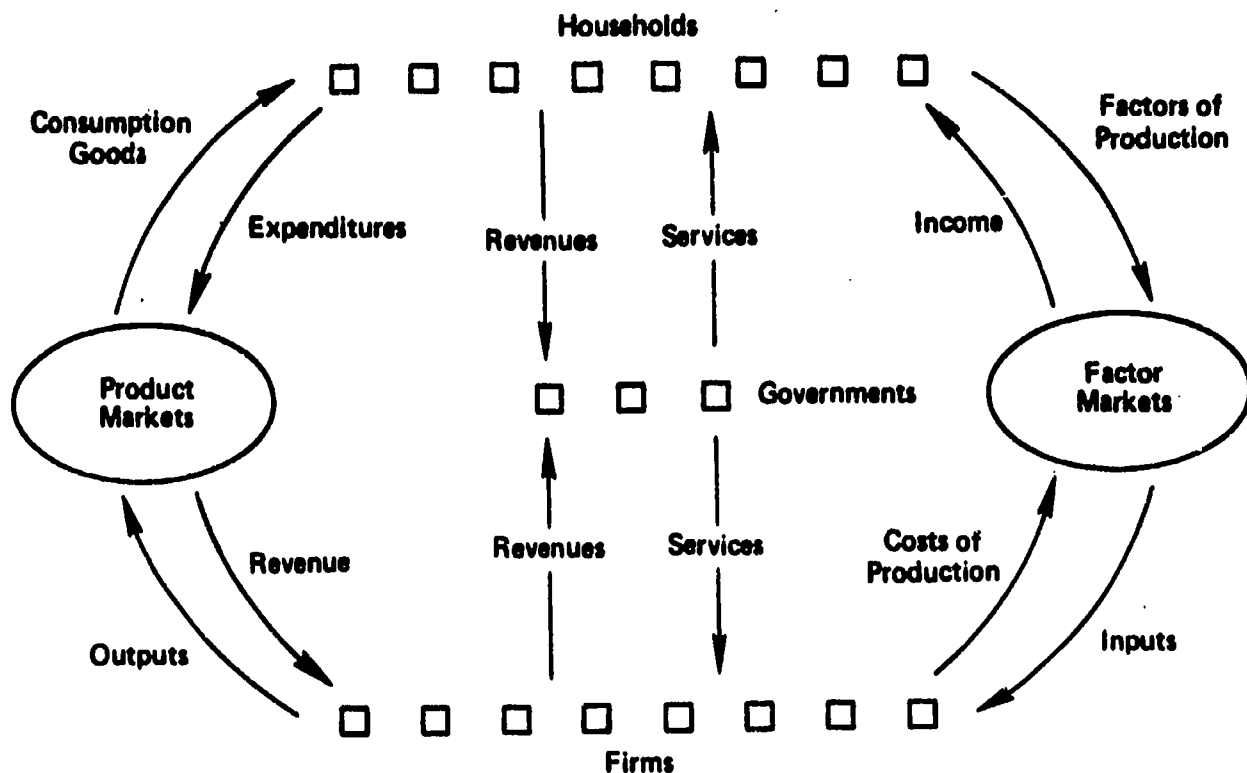 Households
Consumption
Goods
Factors of
Production
Expenditures
Revenues
Services
Income
Product
Markets
Governments
Factor
Markets
Revenue
Revenues
Services
Costs of
Production
Outputs
Inputs
Firms